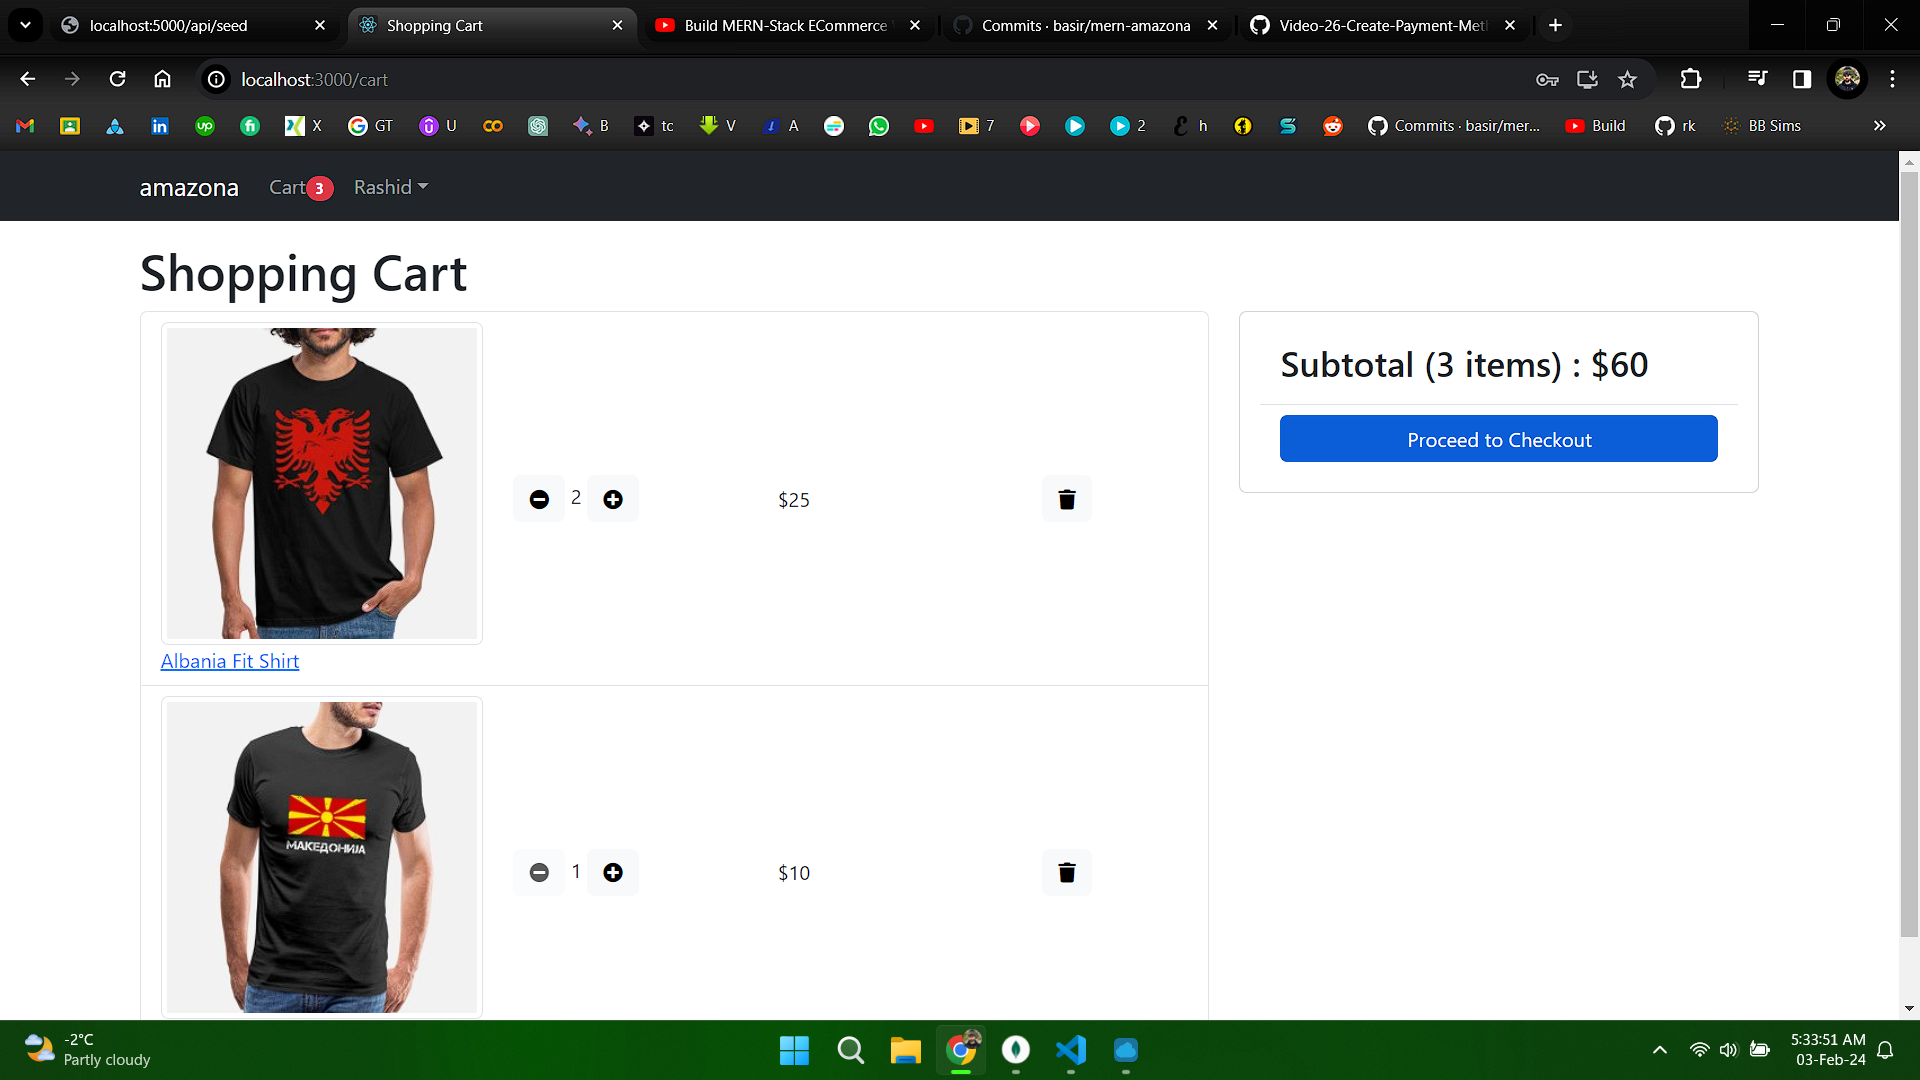 localhost:5000/api/seed
Shopping Cart
Build MERN-Stack ECommerce
Commits · basir/mern-amazona
Video-26-Create-Payment-Met
localhost:3000/cart
X
GT
U
B
tc
V
A
7
2
h
Commits · basir/mer...
Build
rk
BB Sims
amazona
Cart 3
Rashid
Shopping Cart
Subtotal (3 items) : $60
Proceed to Checkout
2
$25
Albania Fit Shirt
МАКЕДОНИЈА
1
$10
-2°C
Partly cloudy
5:33:51 AM
03-Feb-24